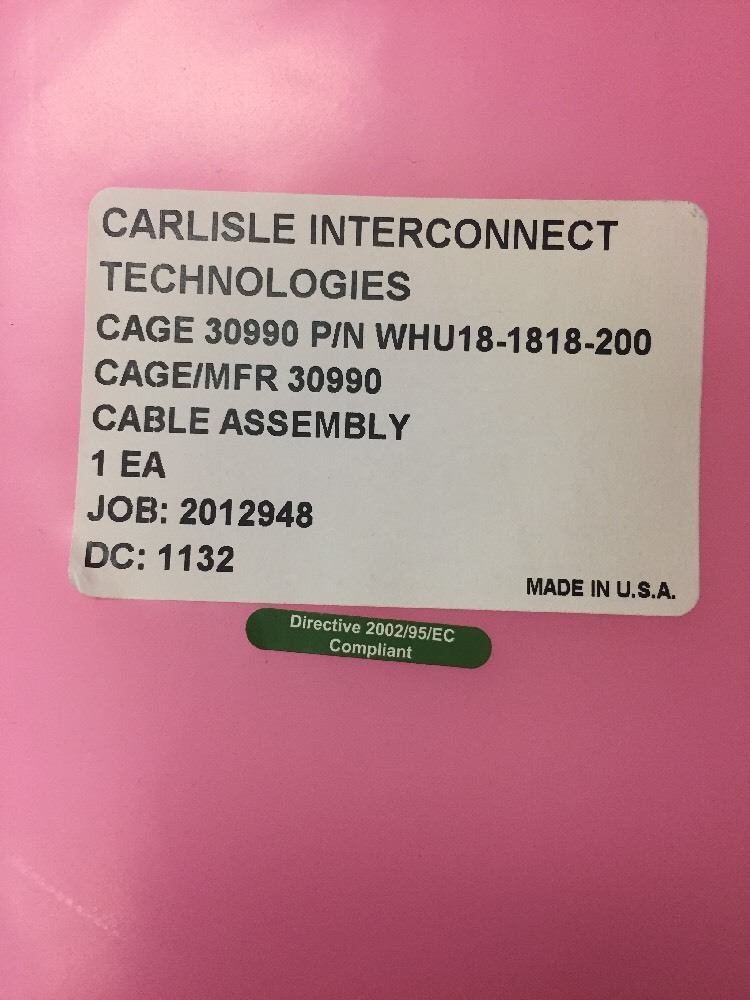 CARLISLE INTERCONNECT
TECHNOLOGIES
CAGE 30990 P/N WHU18-1818-200
CAGE/MFR 30990
CABLE ASSEMBLY
1 EA
JOB: 2012948
DC: 1132
MADE IN U.S.A.
Directive 2002/95/EC
Compliant